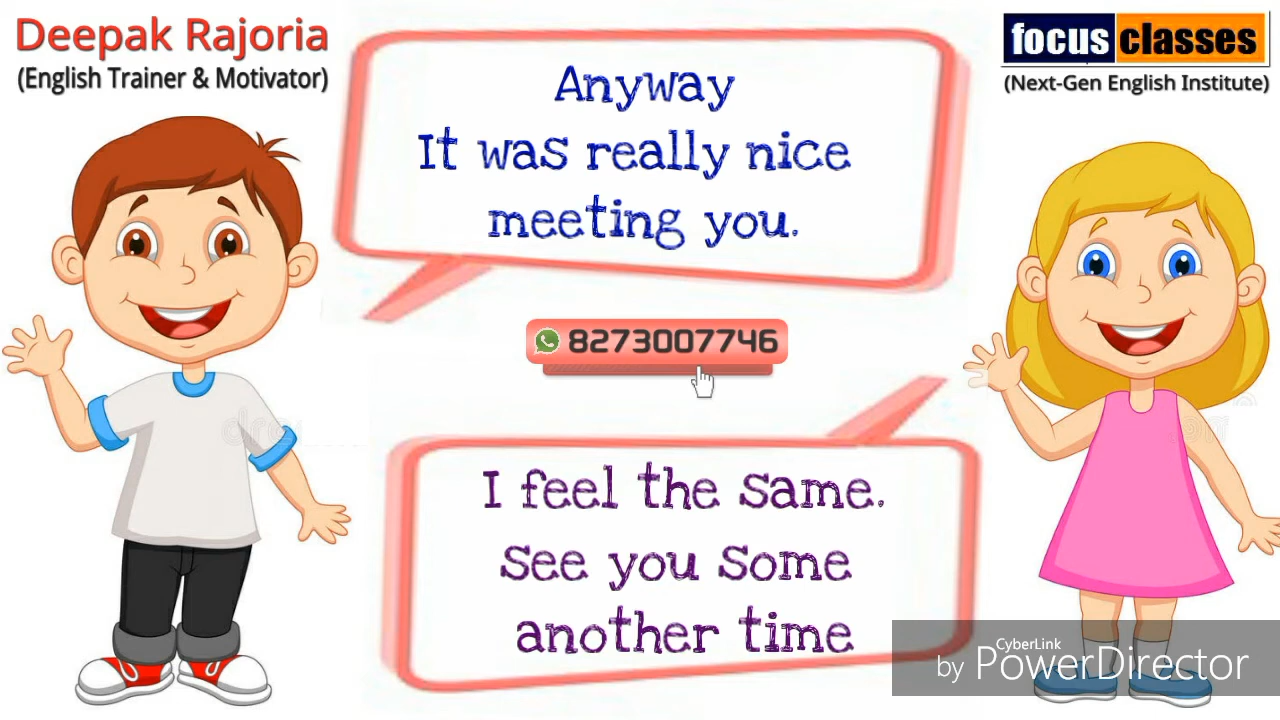 Deepak Rajoria
(English Trainer & Motivator)
focus classes
(Next-Gen English Institute)
Anyway
It was really nice
meeting you.
8273007746
I feel the same.
See you some
another time
CyberLink
by PowerDirector